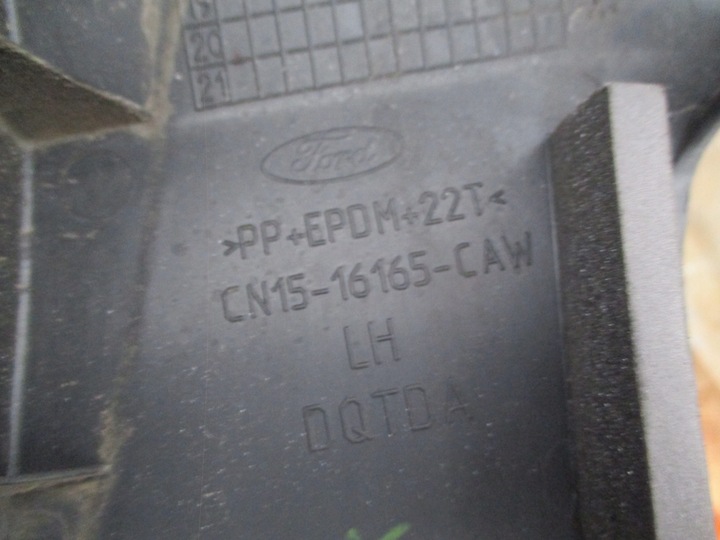 20
21
Ford
>PP+EPDM+22T<
CN15-16165-CAW
LH
DQTDA